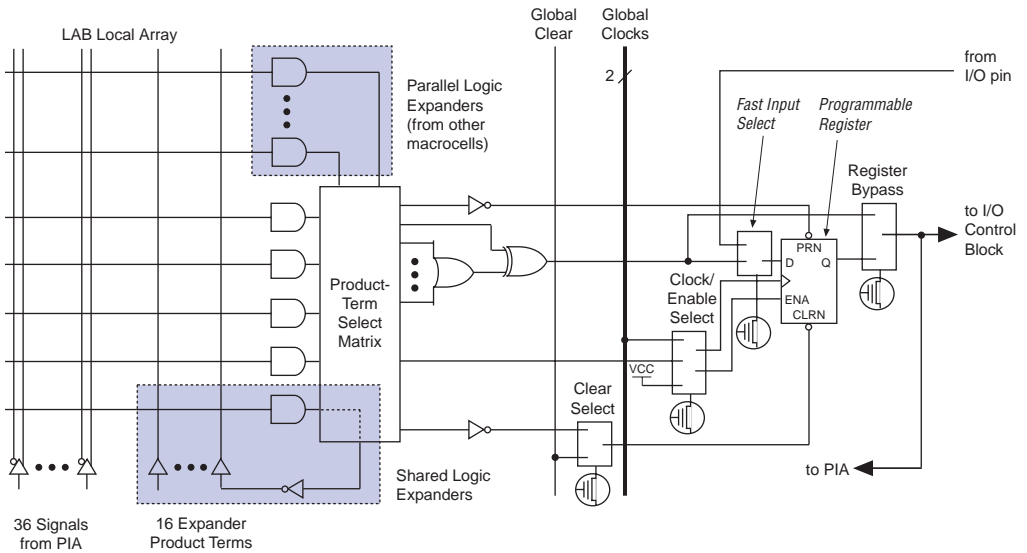 LAB Local Array
Global
Clear
Global
Clocks
2
from
I/O pin
Parallel Logic
Expanders
(from other
macrocells)
Fast Input
Select
Programmable
Register
Register
Bypass
to I/O
Control
Block
PRN
D
Q
ENA
CLRN
Product-
Term
Select
Matrix
Clock/
Enable
Select
VCC
Clear
Select
to PIA
Shared Logic
Expanders
36 Signals
from PIA
16 Expander
Product Terms